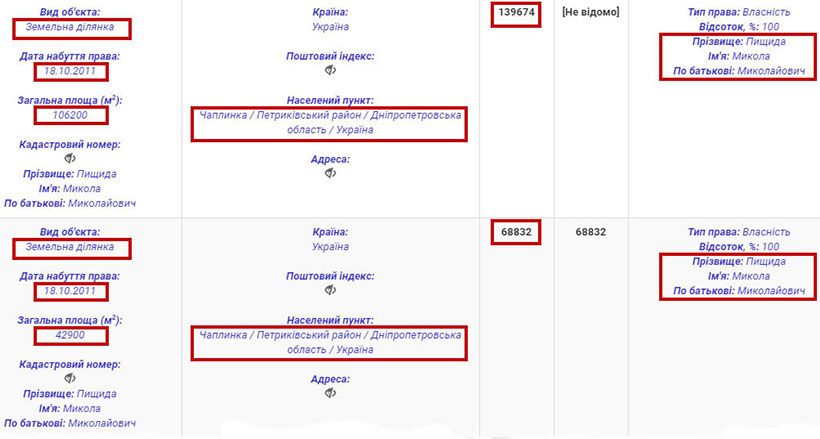 Вид об'єкта:
Земельна ділянка
Дата набуття права:
18.10.2011
Загальна площа (м²):
106200
Кадастровий номер:
Прізвище: Пищида
Ім'я: Микола
По батькові: Миколайович
Країна:
Україна
Поштовий індекс:
Населений пункт:
Чаплинка / Петриківський район / Дніпропетровська
область / Україна
Адреса:
139674
[Не відомо]
Тип права: Власність
Відсоток, %: 100
Прізвище: Пищида
Ім'я: Микола
По батькові: Миколайович
Вид об'єкта:
Земельна ділянка
Дата набуття права:
18.10.2011
Загальна площа (м²):
42900
Кадастровий номер:
Прізвище: Пищида
Ім'я: Микола
По батькові: Миколайович
Країна:
Україна
Поштовий індекс:
Населений пункт:
Чаплинка / Петриківський район / Дніпропетровська
область / Україна
Адреса:
68832
68832
Тип права: Власність
Відсоток, %: 100
Прізвище: Пищида
Ім'я: Микола
По батькові: Миколайович